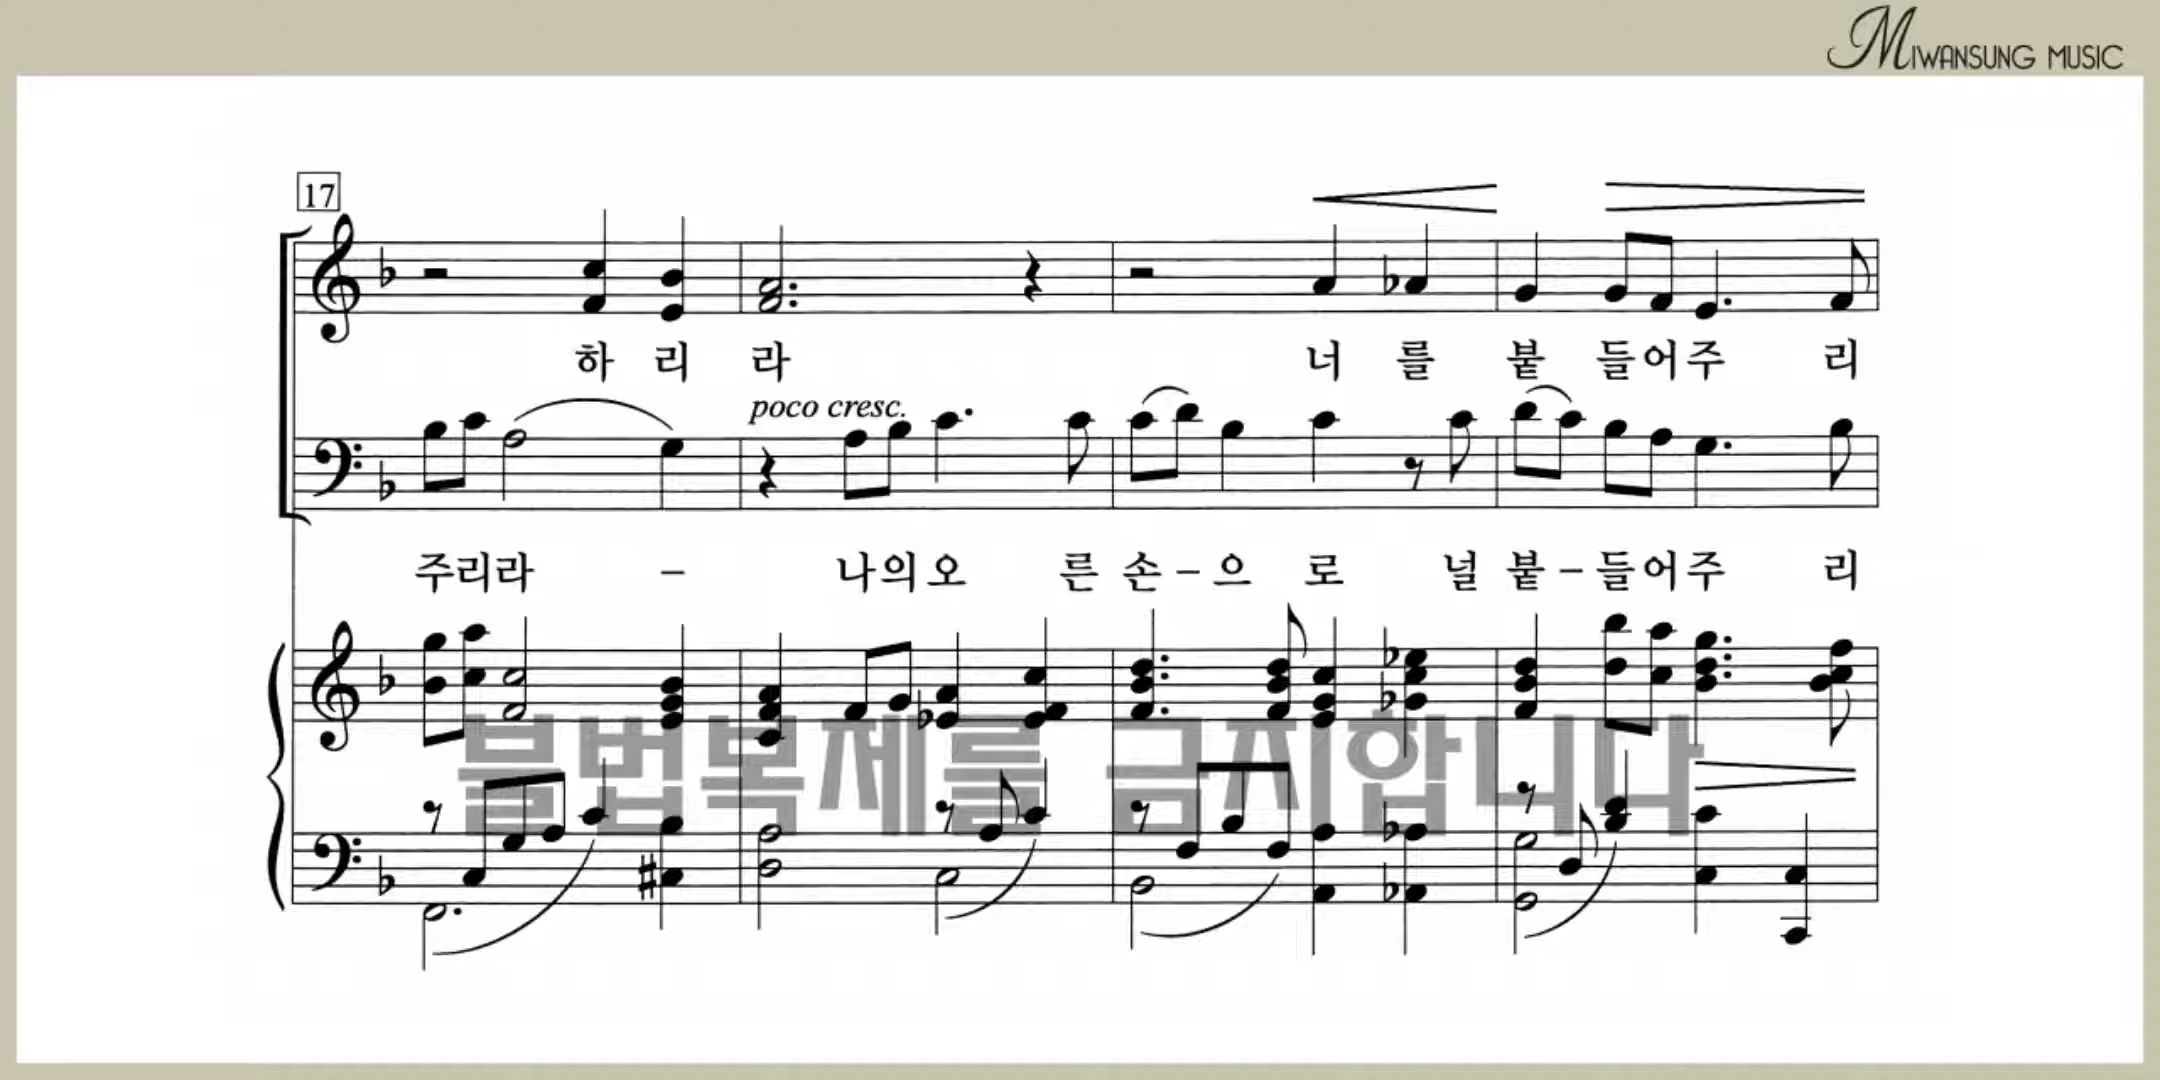 MIWANSUNG MUSIC
17
하 리 라 너 를 붙 들어주 리
poco cresc.
주리라 - 나의오 른 손-으 로 널 붙-들어주 리
불법복제를 금지합니다